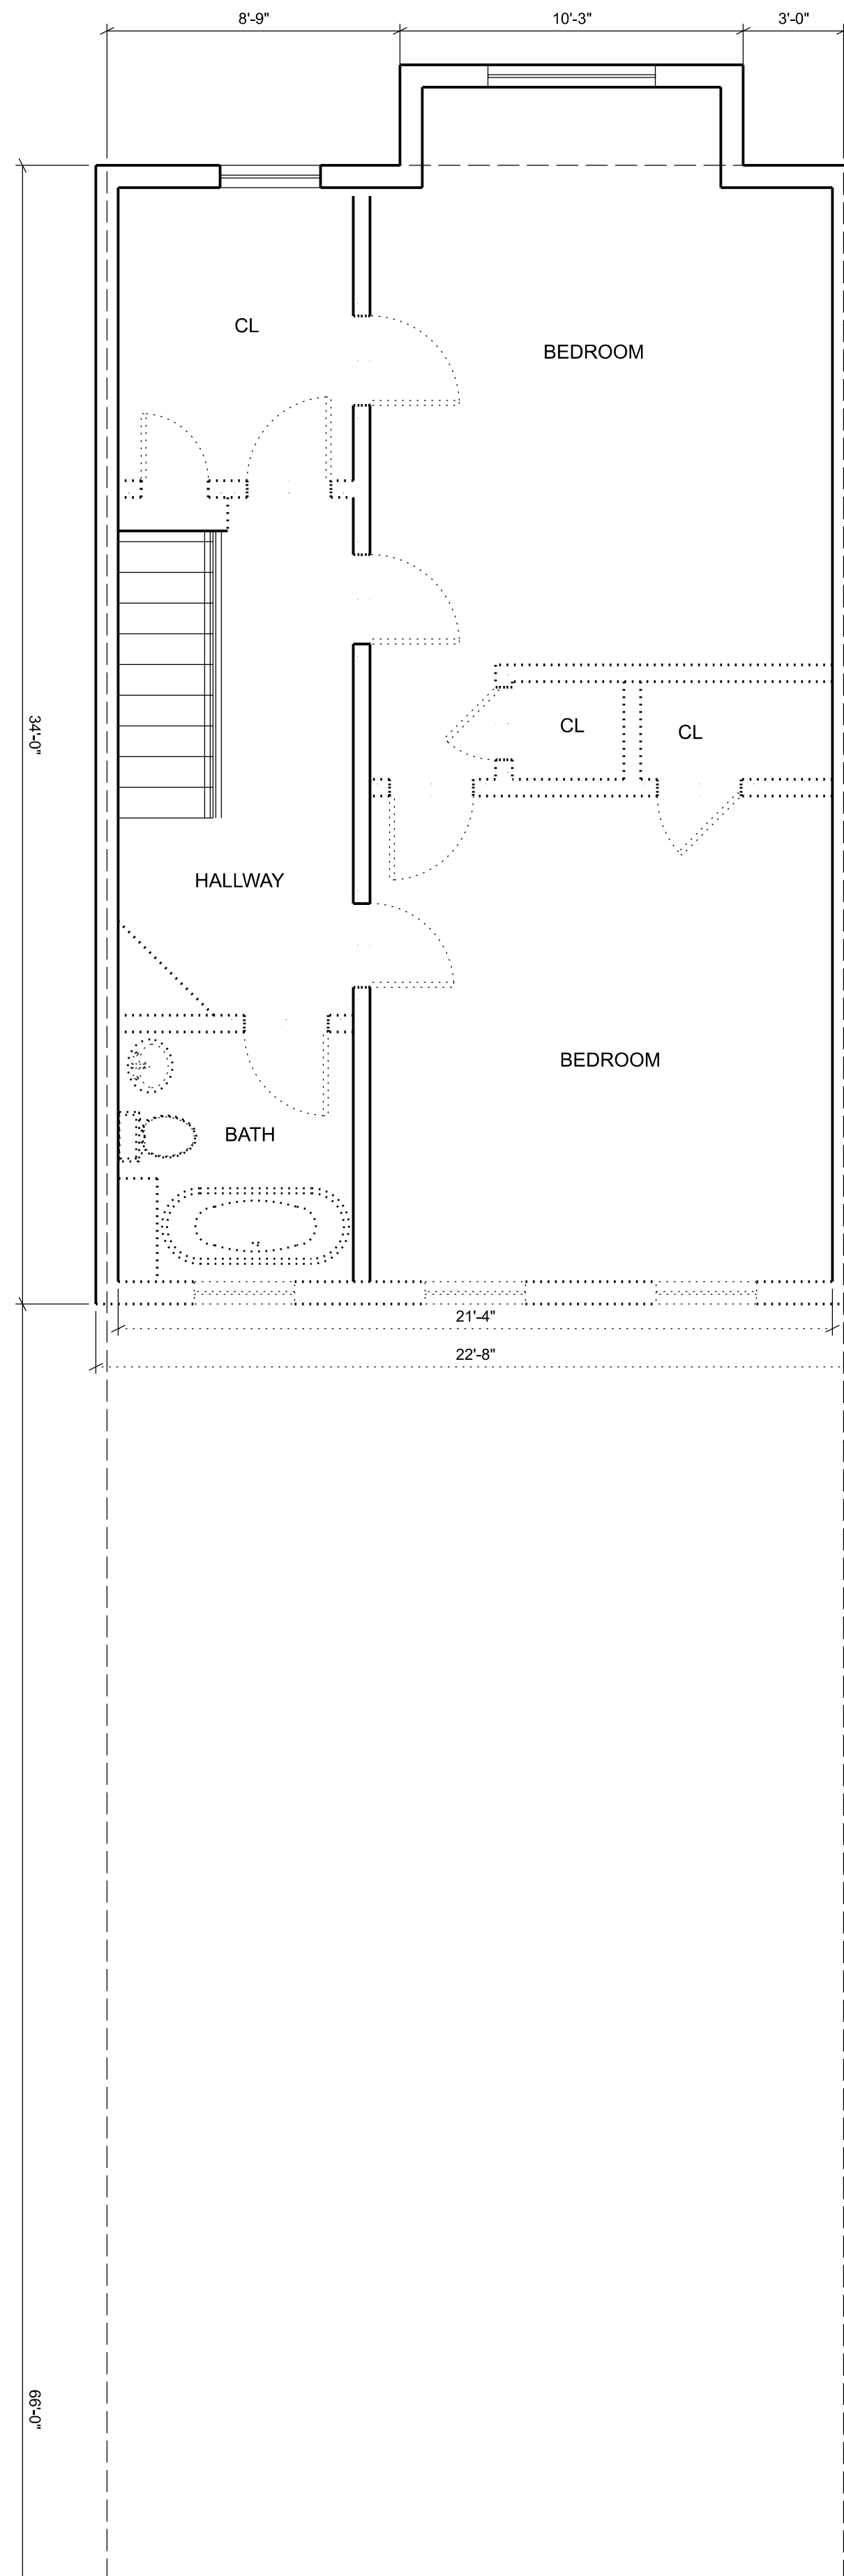 8'-9"
10'-3"
3'-0"
CL
BEDROOM
34'-0"
CL
CL
HALLWAY
BEDROOM
BATH
21'-4"
22'-8"
66'-0"